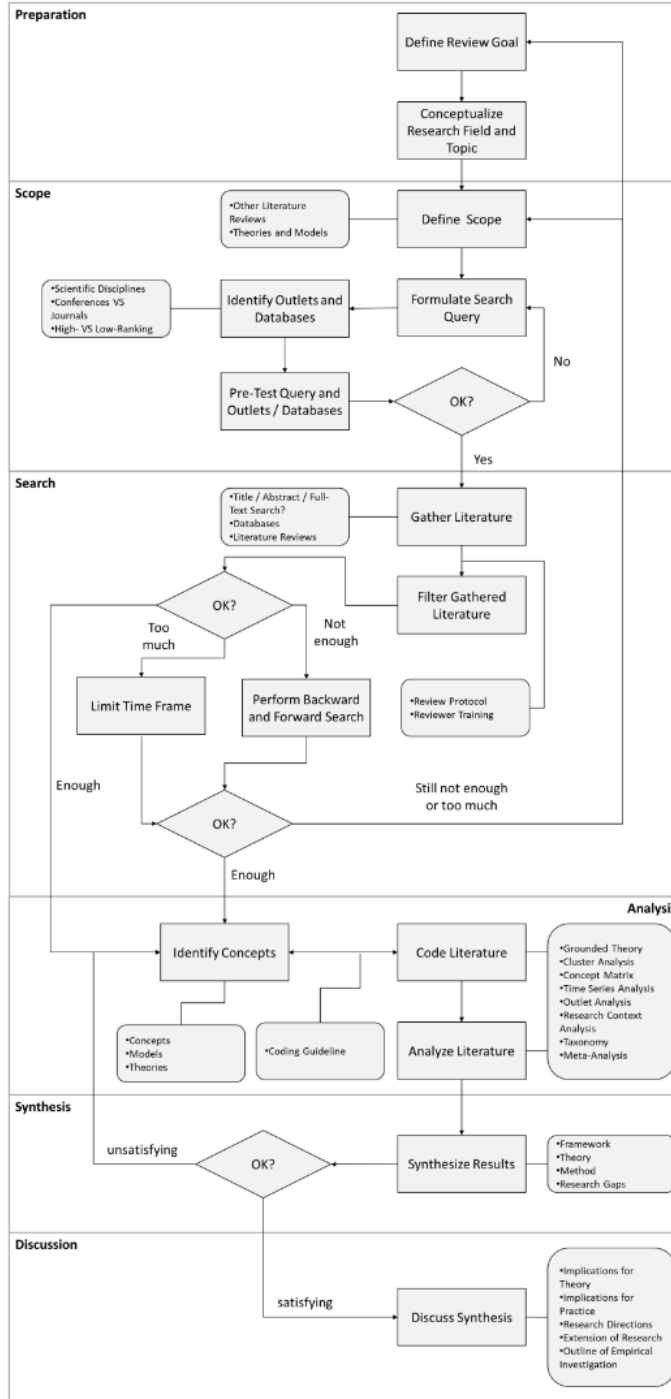 Preparation
Define Review Goal
Conceptualize
Research Field and
Topic
Scope
•Other Literature
Reviews
•Theories and Models
Define Scope
•Scientific Disciplines
•Conferences VS
Journals
•High- VS Low-Ranking
Identify Outlets and
Databases
Formulate Search
Query
No
Pre-Test Query and
Outlets / Databases
OK?
Yes
Search
•Title / Abstract / Full-
Text Search?
•Databases
•Literature Reviews
Gather Literature
OK?
Filter Gathered
Literature
Too
much
Not
enough
Limit Time Frame
Perform Backward
and Forward Search
•Review Protocol
•Reviewer Training
Enough
OK?
Still not enough
or too much
Enough
Analysi
Identify Concepts
Code Literature
•Grounded Theory
•Cluster Analysis
•Concept Matrix
•Time Series Analysis
•Outlet Analysis
•Research Context
Analysis
•Taxonomy
•Meta-Analysis
•Concepts
•Models
•Theories
•Coding Guideline
Analyze Literature
Synthesis
unsatisfying
OK?
Synthesize Results
•Framework
•Theory
•Method
•Research Gaps
Discussion
satisfying
Discuss Synthesis
•Implications for
Theory
•Implications for
Practice
•Research Directions
•Extension of Research
•Outline of Empirical
Investigation